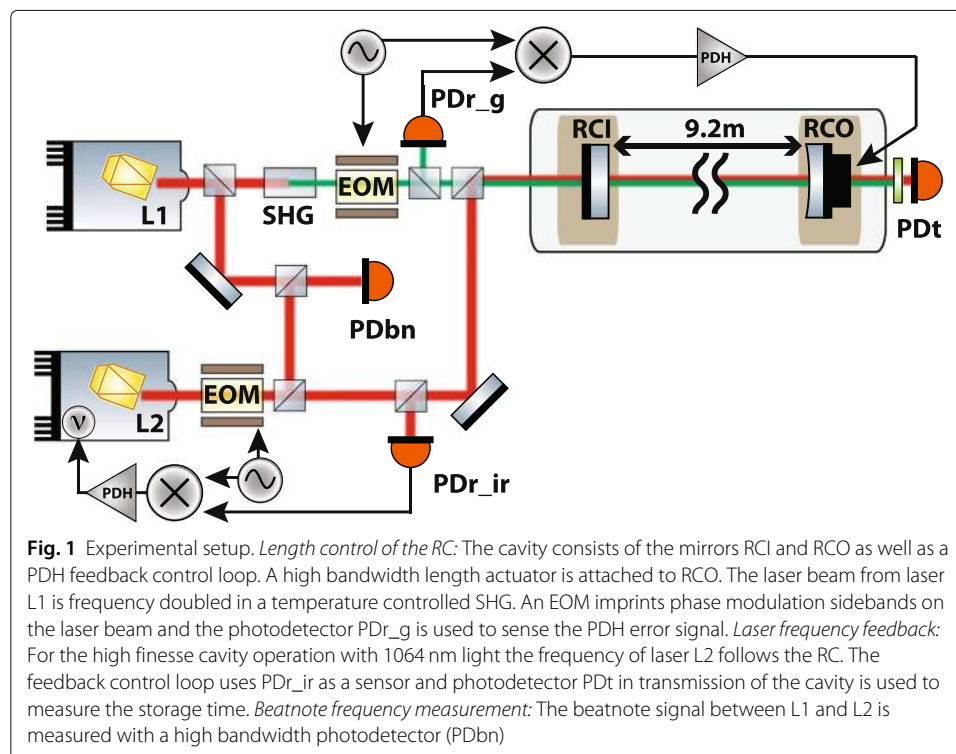 PDr_g
PDH
RCI
9.2m
RCO
L1
SHG
EOM
PDt
PDbn
L2
EOM
ν
PDH
PDr_ir
Fig. 1 Experimental setup. Length control of the RC: The cavity consists of the mirrors RCI and RCO as well as a
PDH feedback control loop. A high bandwidth length actuator is attached to RCO. The laser beam from laser
L1 is frequency doubled in a temperature controlled SHG. An EOM imprints phase modulation sidebands on
the laser beam and the photodetector PDr_g is used to sense the PDH error signal. Laser frequency feedback:
For the high finesse cavity operation with 1064 nm light the frequency of laser L2 follows the RC. The
feedback control loop uses PDr_ir as a sensor and photodetector PDt in transmission of the cavity is used to
measure the storage time. Beatnote frequency measurement: The beatnote signal between L1 and L2 is
measured with a high bandwidth photodetector (PDbn)